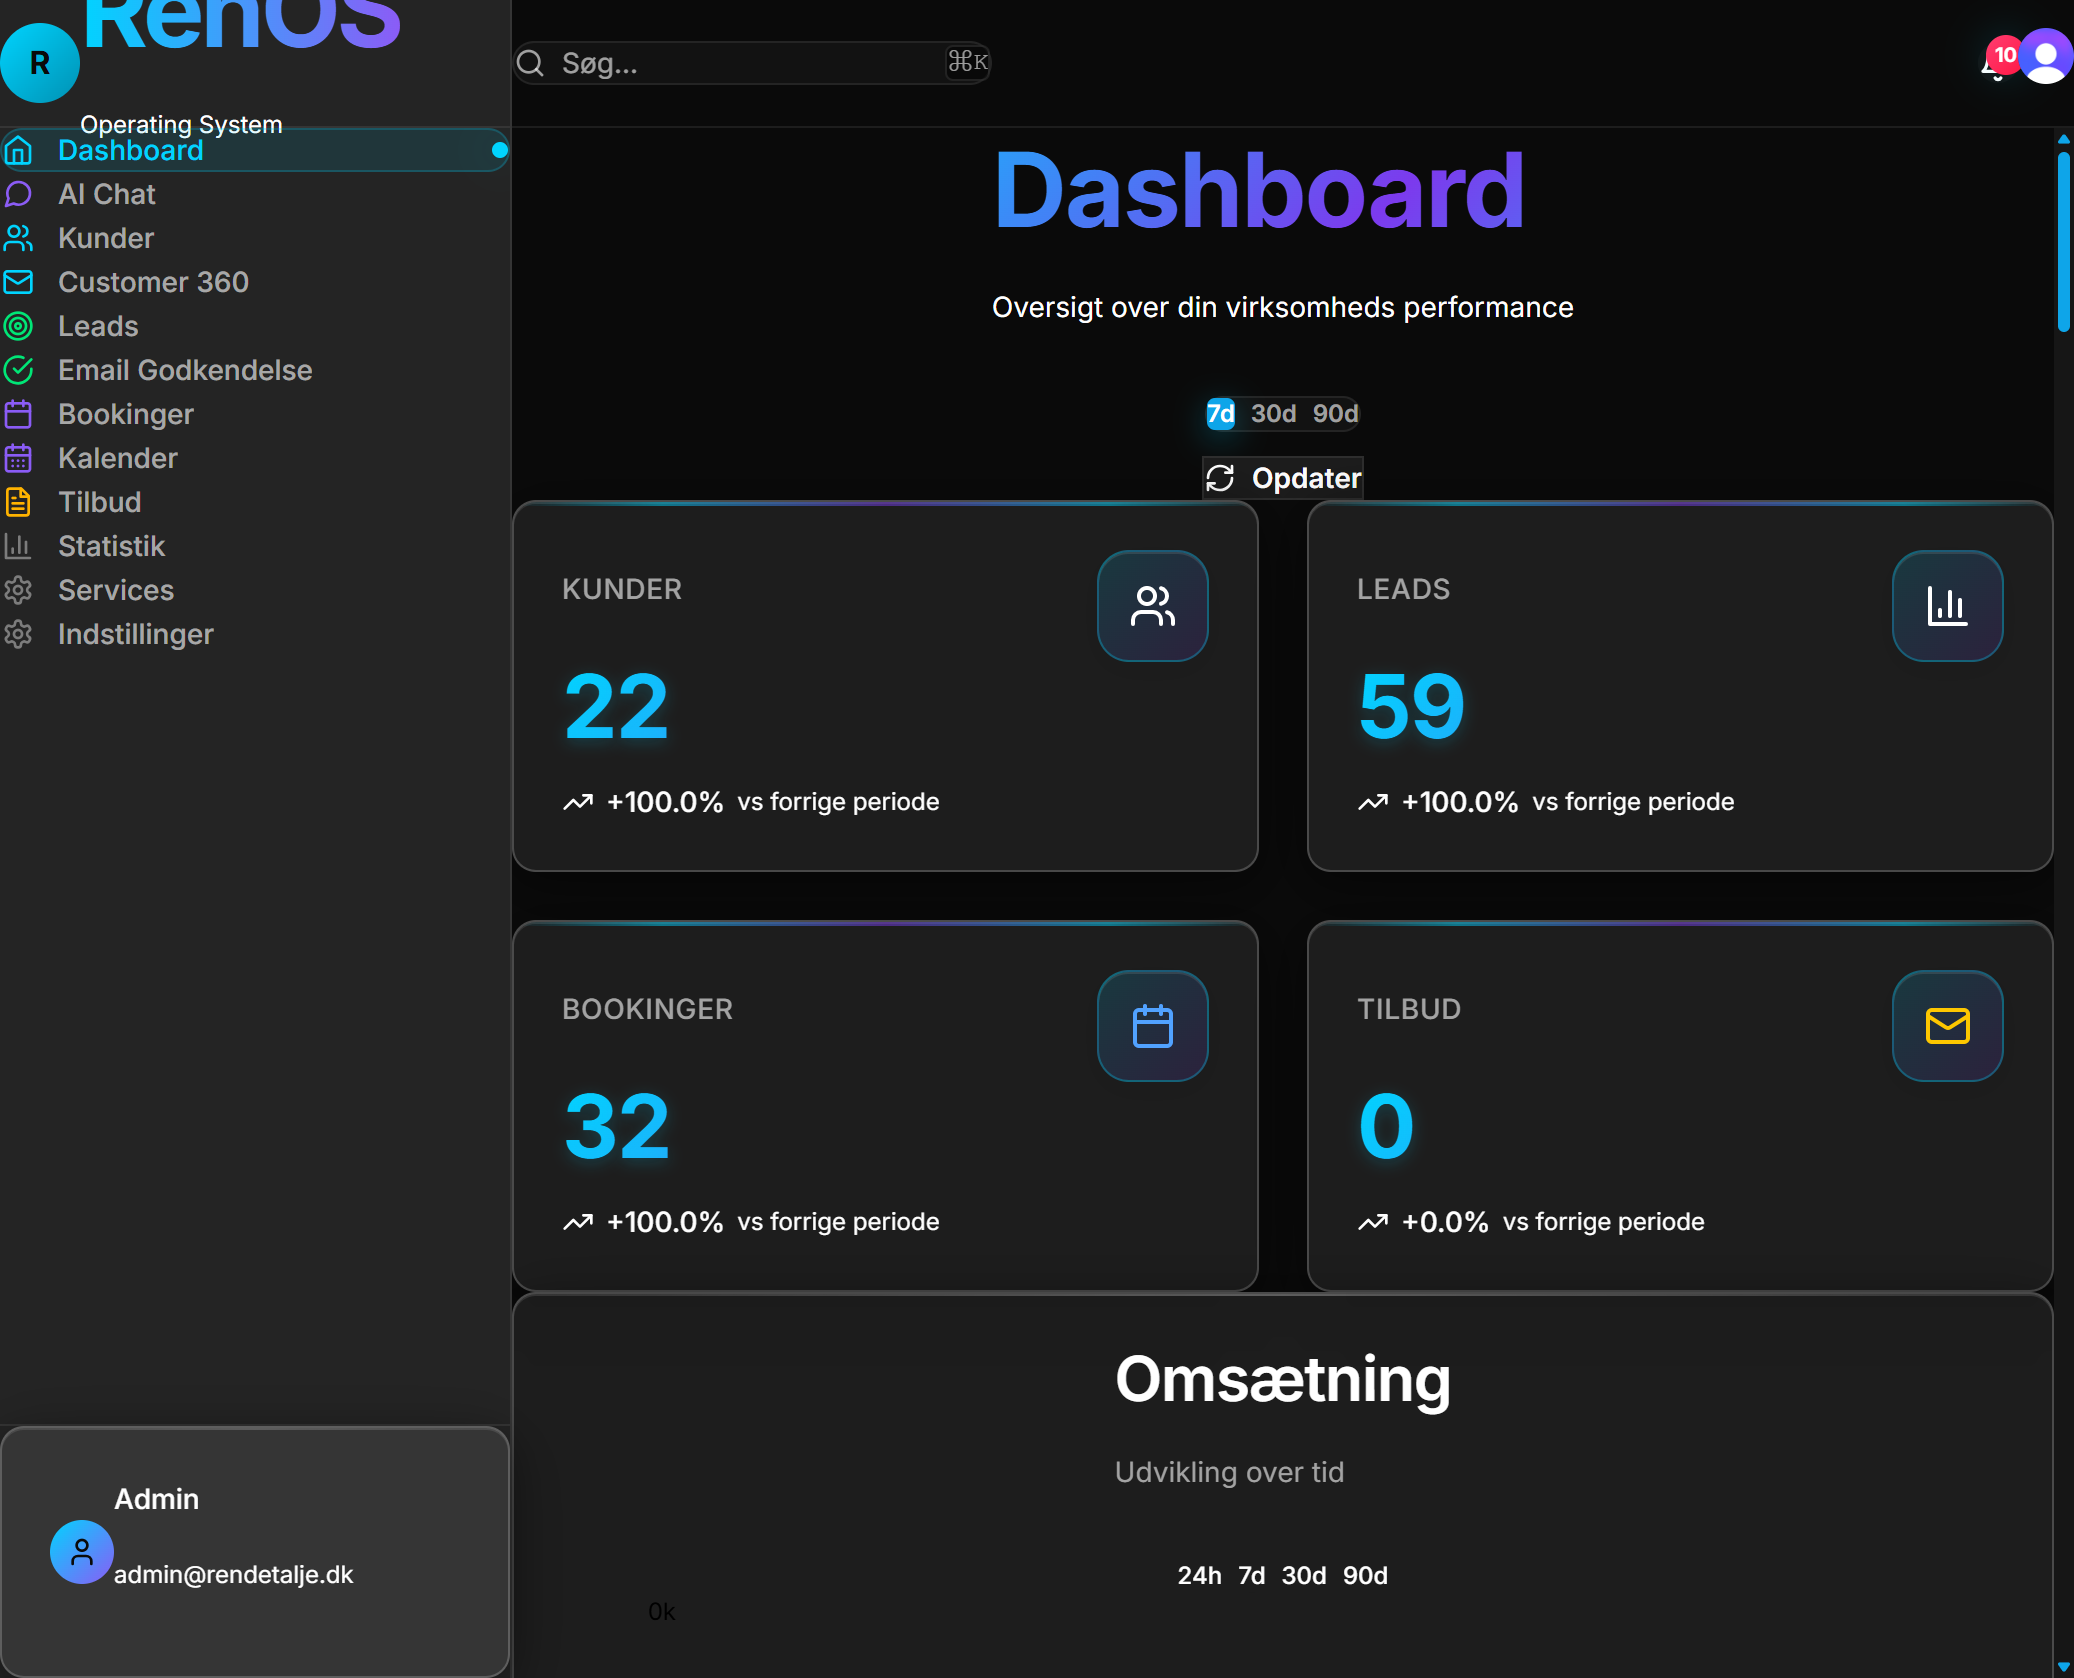 RenOS
R
Operating System
Dashboard
AI Chat
Kunder
Customer 360
Leads
Email Godkendelse
Bookinger
Kalender
Tilbud
Statistik
Services
Indstillinger
Admin
admin@rendetalje.dk
Søg...
⌘K
10
Dashboard
Oversigt over din virksomheds performance
7d 30d 90d
Opdater
KUNDER
22
+100.0% vs forrige periode
LEADS
59
+100.0% vs forrige periode
BOOKINGER
32
+100.0% vs forrige periode
TILBUD
0
+0.0% vs forrige periode
Omsætning
Udvikling over tid
24h 7d 30d 90d
0k